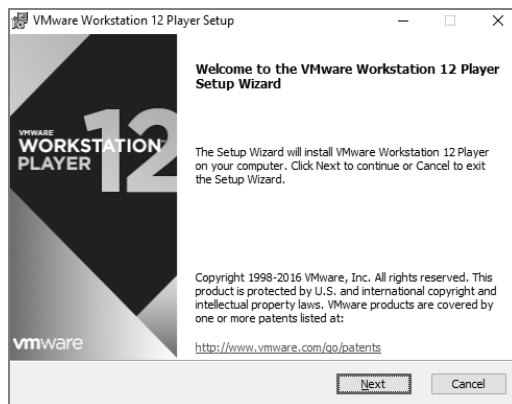 VMware Workstation 12 Player Setup
Welcome to the VMware Workstation 12 Player
Setup Wizard
VMWARE
WORKSTATION
PLAYER
12
The Setup Wizard will install VMware Workstation 12 Player
on your computer. Click Next to continue or Cancel to exit
the Setup Wizard.
Copyright 1998-2016 VMware, Inc. All rights reserved. This
product is protected by U.S. and international copyright and
intellectual property laws. VMware products are covered by
one or more patents listed at:
http://www.vmware.com/go/patents
vmware
Next
Cancel